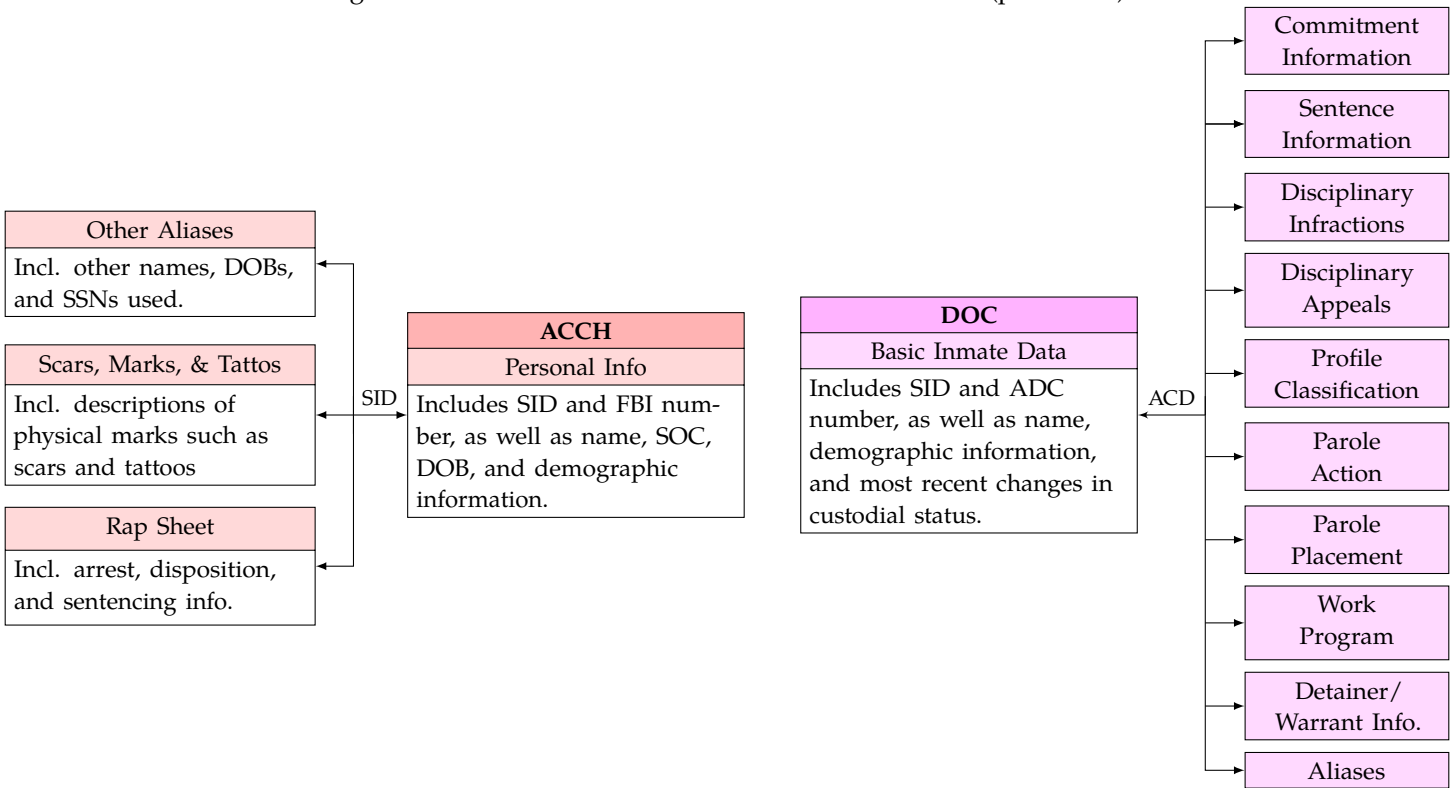 Other Aliases
Incl. other names, DOBs,
and SSNs used.
Scars, Marks, & Tattos
Incl. descriptions of
physical marks such as
scars and tattoos
Rap Sheet
Incl. arrest, disposition,
and sentencing info.
SID
ACCH
Personal Info
Includes SID and FBI num-
ber, as well as name, SOC,
DOB, and demographic
information.
DOC
Basic Inmate Data
Includes SID and ADC
number, as well as name,
demographic information,
and most recent changes in
custodial status.
ACD
Commitment
Information
Sentence
Information
Disciplinary
Infractions
Disciplinary
Appeals
Profile
Classification
Parole
Action
Parole
Placement
Work
Program
Detainer/
Warrant Info.
Aliases